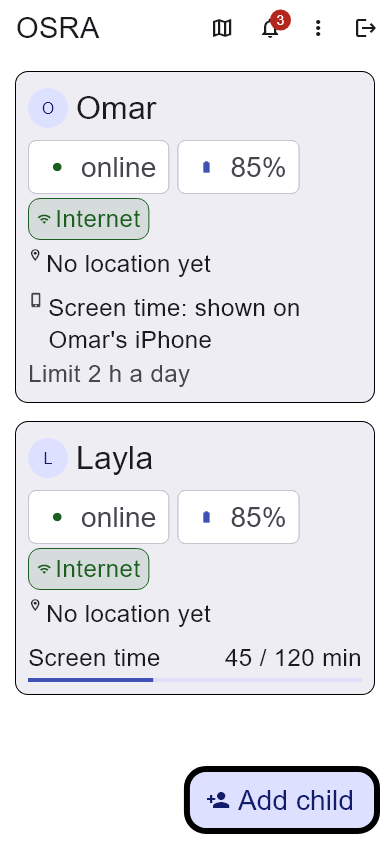 OSRA
3
O
Omar
online
85%
Internet
No location yet
Screen time: shown on
Omar's iPhone
Limit 2 h a day
L
Layla
online
85%
Internet
No location yet
Screen time 45 / 120 min
Add child